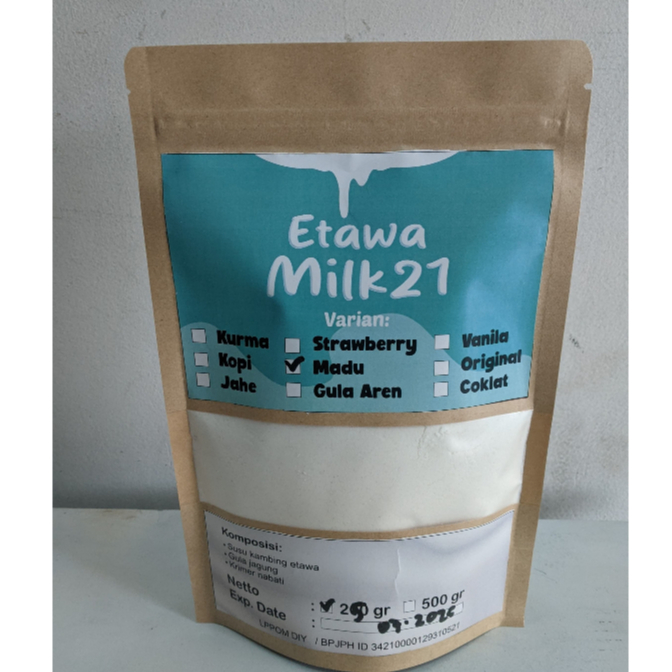 Etawa
Milk21
Varian:
Kurma
Strawberry
Vanila
Kopi
Madu
Original
Jahe
Gula Aren
Coklat
Komposisi:
• Susu kambing etawa
• Gula jagung
• Krimer nabati
Netto : gr 500 gr
Exp. Date :
LPPOM DIY / BPJPH ID 34210000129310521